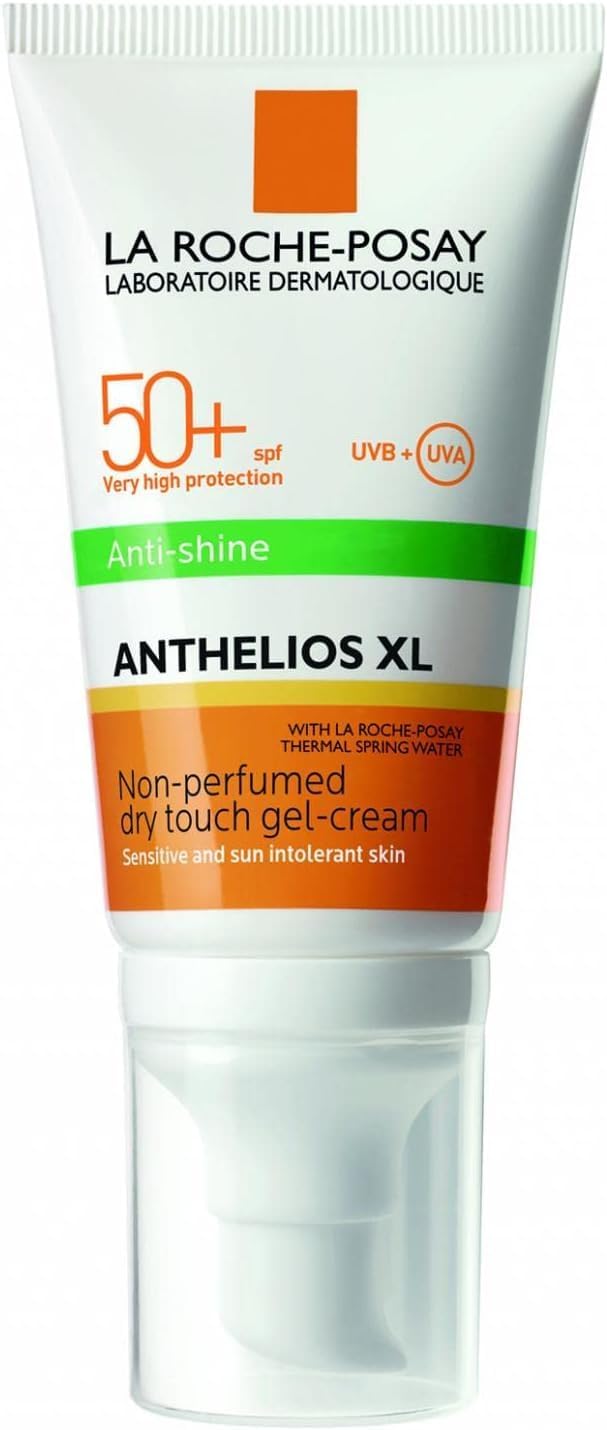 LA ROCHE-POSAY
LABORATOIRE DERMATOLOGIQUE
50+ spf
Very high protection
UVB + UVA
Anti-shine
ANTHELIOS XL
WITH LA ROCHE-POSAY
THERMAL SPRING WATER
Non-perfumed
dry touch gel-cream
Sensitive and sun intolerant skin